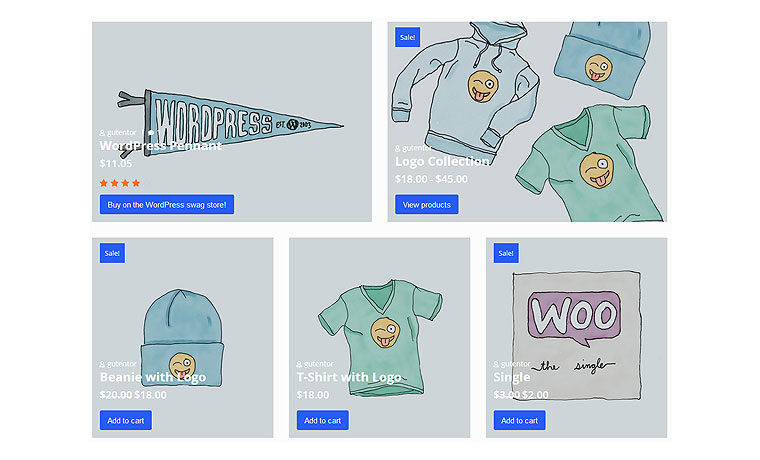 WORDPRESS EST. 2003
gutentor
WordPress Pennant
$11.05
Buy on the WordPress swag store!
Sale!
gutentor
Logo Collection
$18.00 - $45.00
View products
Sale!
gutentor
Beanie with Logo
$20.00 $18.00
Add to cart
gutentor
T-Shirt with Logo
$18.00
Add to cart
Sale!
WOO
the single
gutentor
Single
$3.00 $2.00
Add to cart